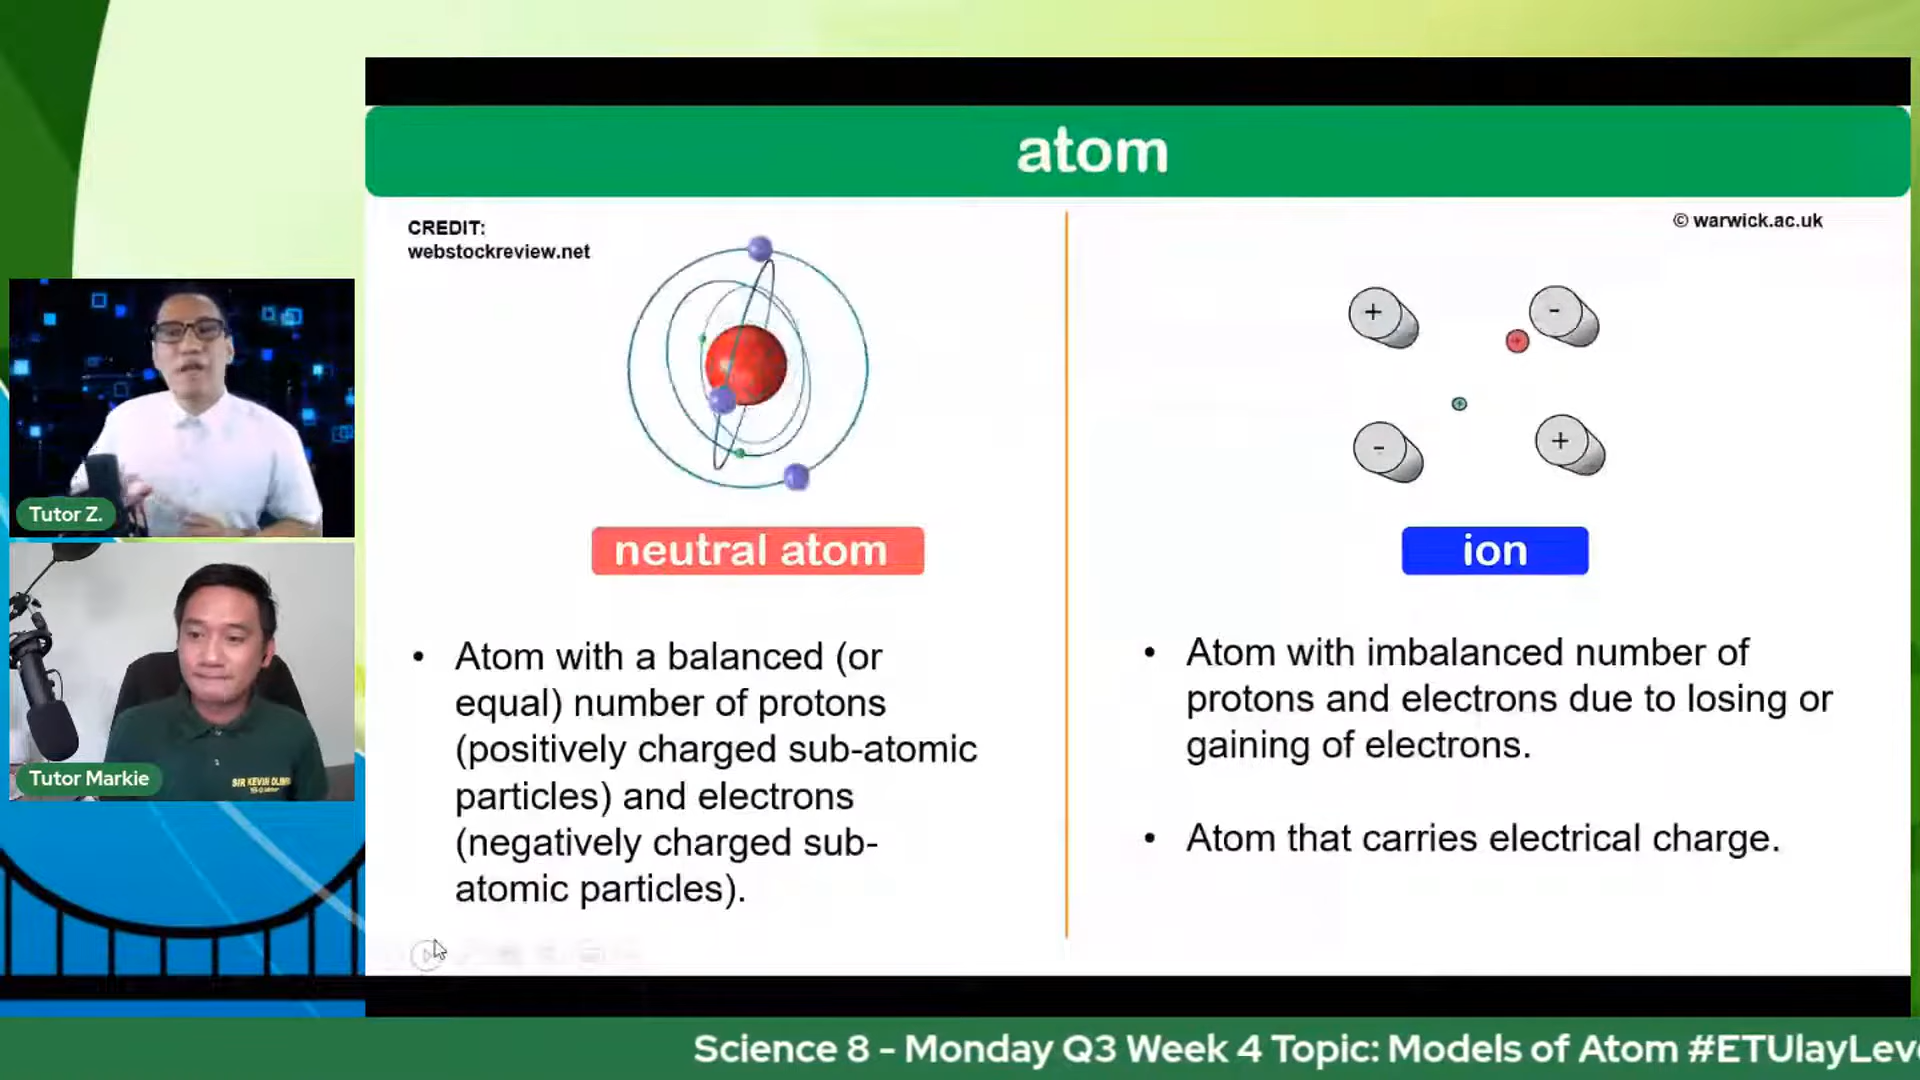 atom
CREDIT:
webstockreview.net
© warwick.ac.uk
+
-
+
+
-
+
neutral atom
ion
• Atom with a balanced (or
equal) number of protons
(positively charged sub-atomic
particles) and electrons
(negatively charged sub-
atomic particles).
• Atom with imbalanced number of
protons and electrons due to losing or
gaining of electrons.
• Atom that carries electrical charge.
Tutor Z.
Tutor Markie
Science 8 - Monday Q3 Week 4 Topic: Models of Atom #ETUlayLeve